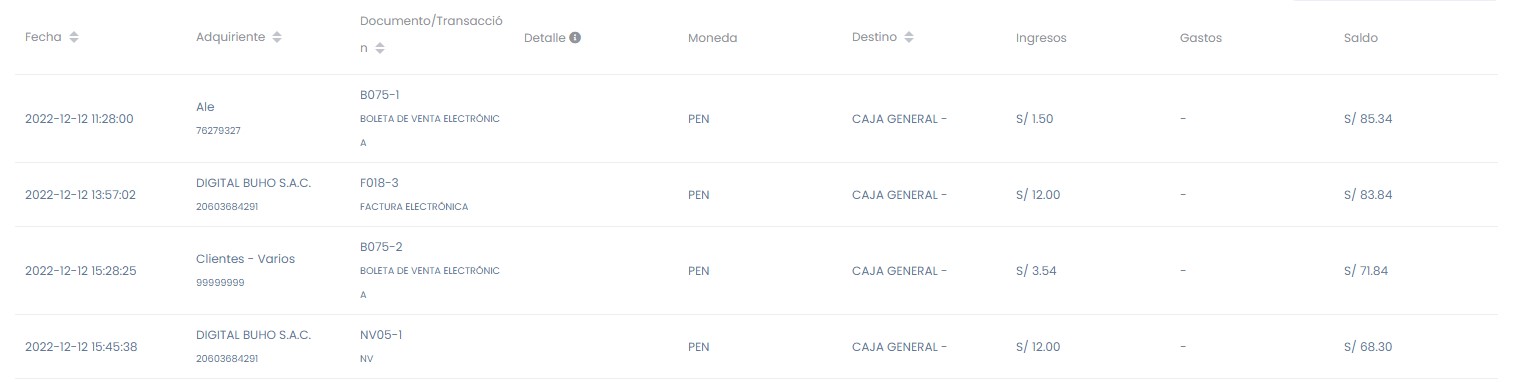 Fecha Adquiriente Documento/Transacció
n Detalle Moneda Destino Ingresos Gastos Saldo
2022-12-12 11:28:00 Ale B075-1 PEN CAJA GENERAL - S/ 1.50 - S/ 85.34
76279327 BOLETA DE VENTA ELECTRÓNIC
A
2022-12-12 13:57:02 DIGITAL BUHO S.A.C. F018-3 PEN CAJA GENERAL - S/ 12.00 - S/ 83.84
20603684291 FACTURA ELECTRÓNICA
2022-12-12 15:28:25 Clientes - Varios B075-2 PEN CAJA GENERAL - S/ 3.54 - S/ 71.84
99999999 BOLETA DE VENTA ELECTRÓNIC
A
2022-12-12 15:45:38 DIGITAL BUHO S.A.C. NV05-1 PEN CAJA GENERAL - S/ 12.00 - S/ 68.30
20603684291 NV